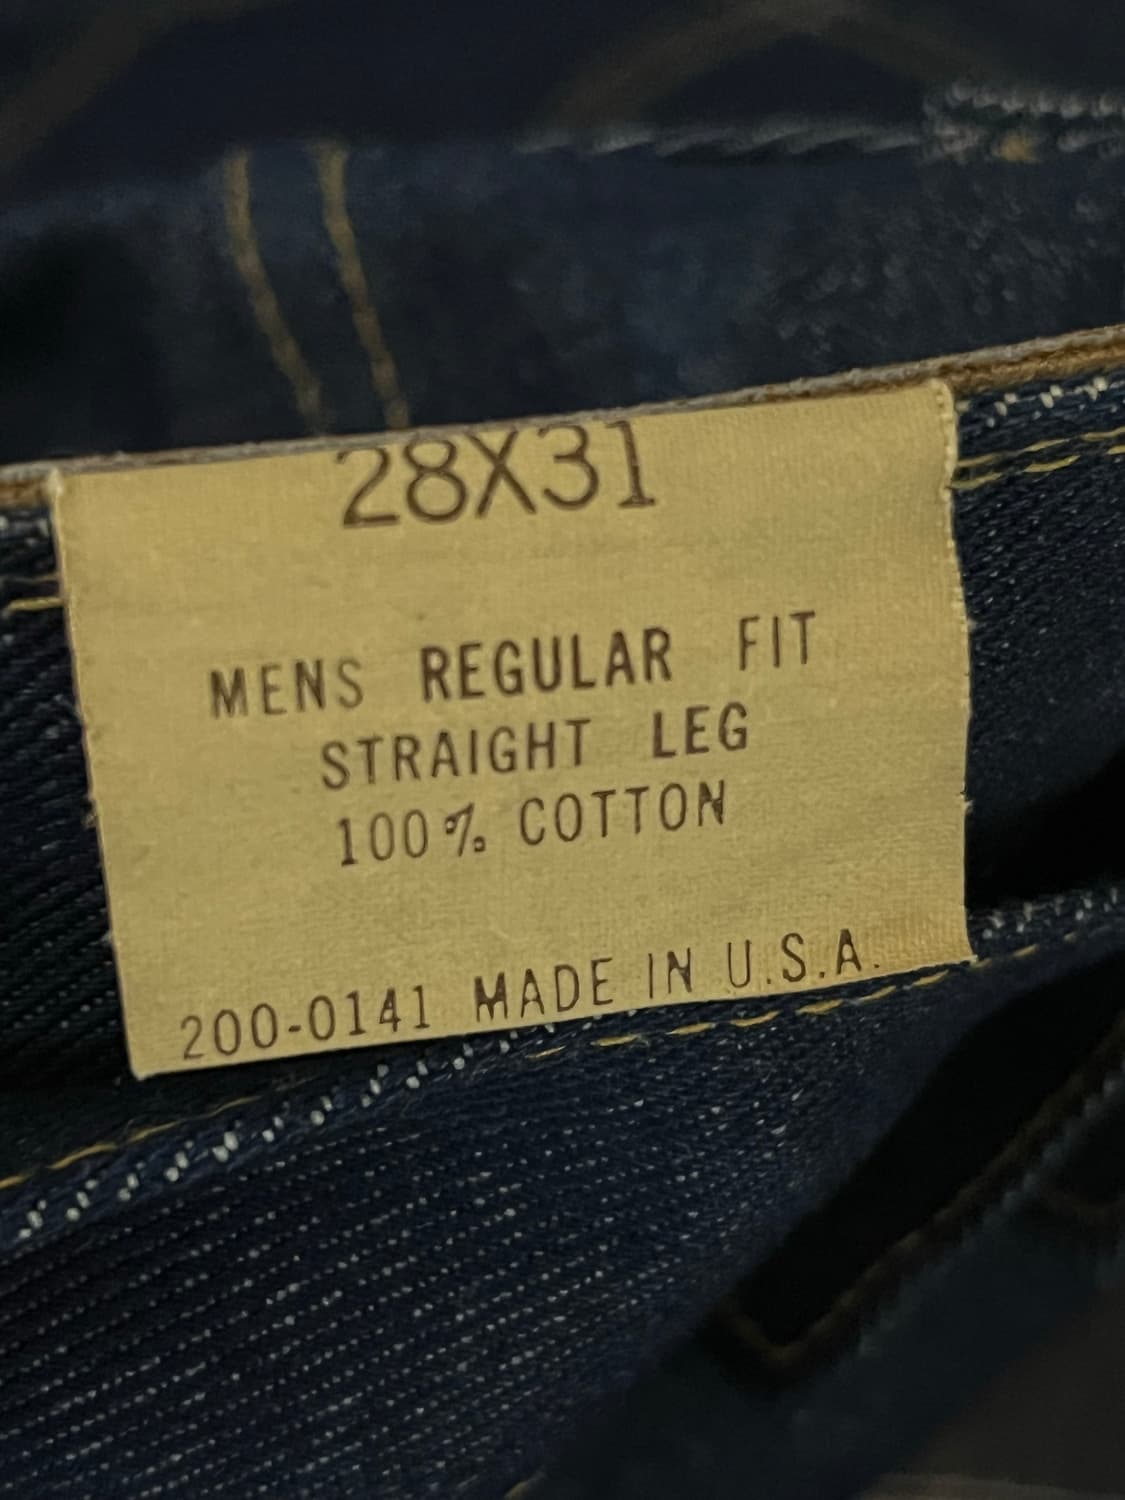 28X31
MENS REGULAR FIT
STRAIGHT LEG
100% COTTON
200-0141 MADE IN U.S.A.